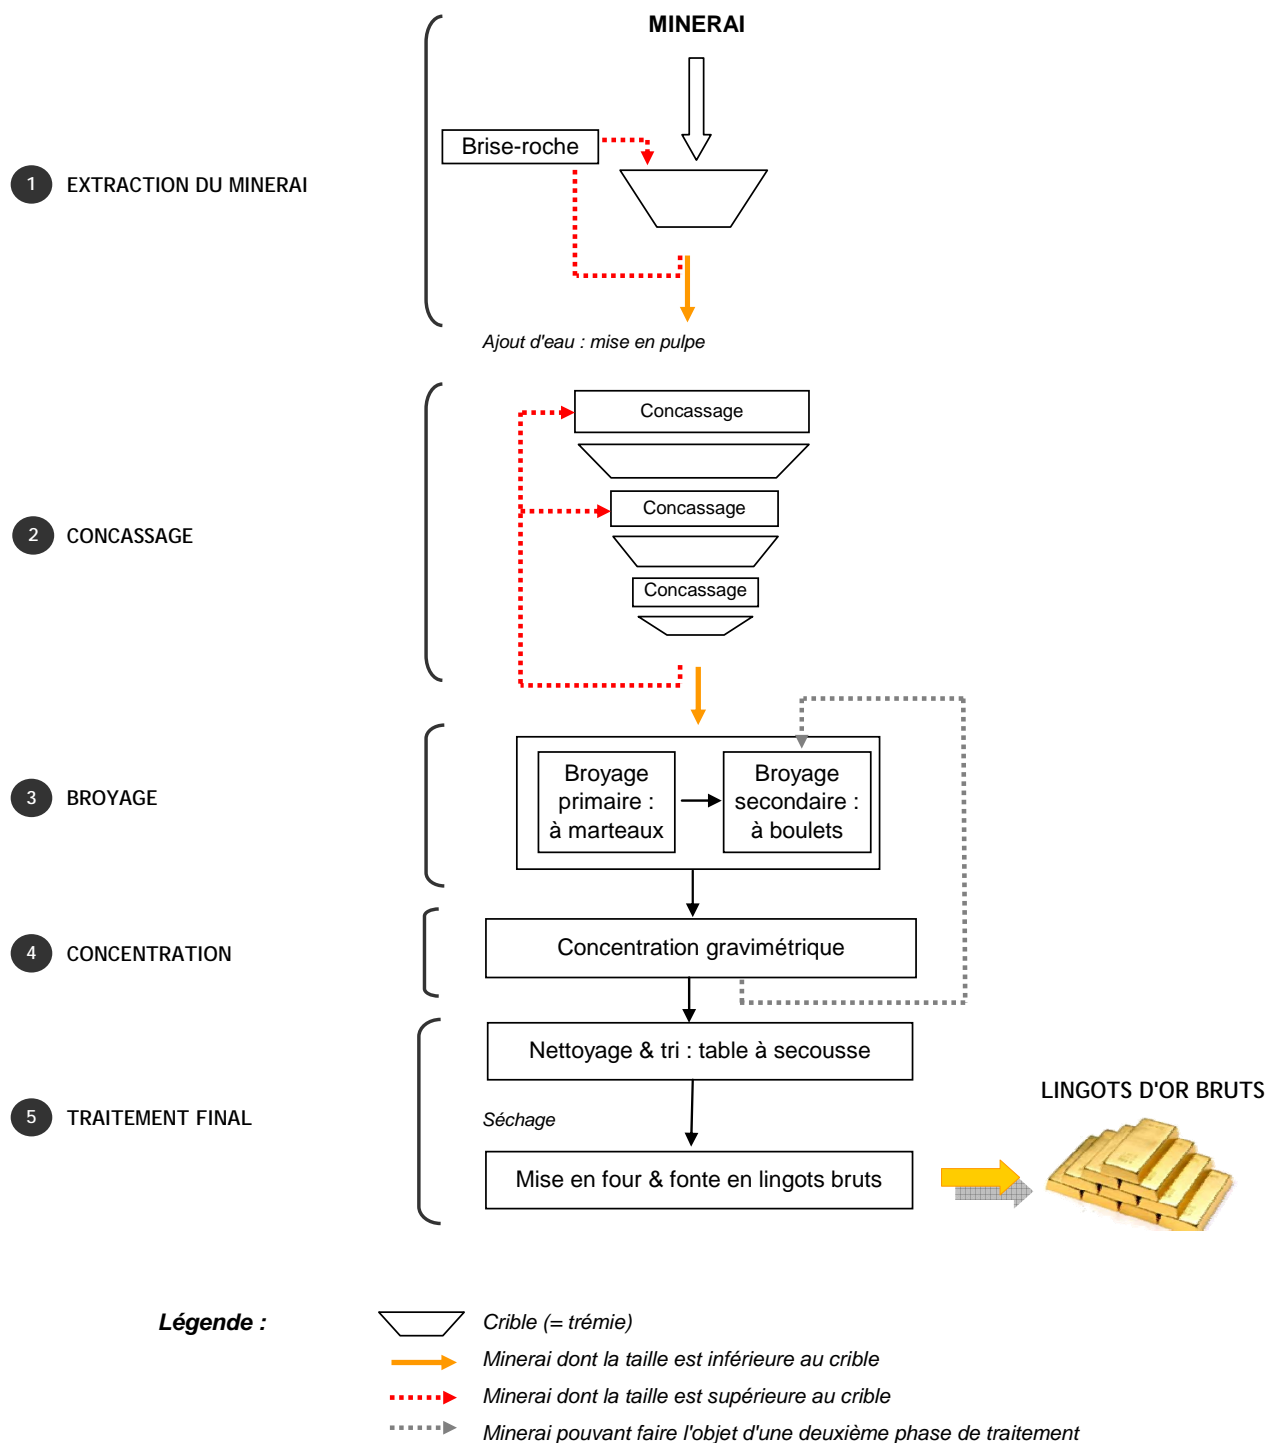 MINERAI
Brise-roche
1 EXTRACTION DU MINERAI
Ajout d'eau : mise en pulpe
Concassage
Concassage
2 CONCASSAGE
Concassage
Broyage
primaire :
à marteaux
Broyage
secondaire :
à boulets
3 BROYAGE
4 CONCENTRATION
Concentration gravimétrique
Nettoyage & tri : table à secousse
LINGOTS D'OR BRUTS
5 TRAITEMENT FINAL
Séchage
Mise en four & fonte en lingots bruts
Légende :
Crible (= trémie)
Minerai dont la taille est inférieure au crible
Minerai dont la taille est supérieure au crible
Minerai pouvant faire l'objet d'une deuxième phase de traitement